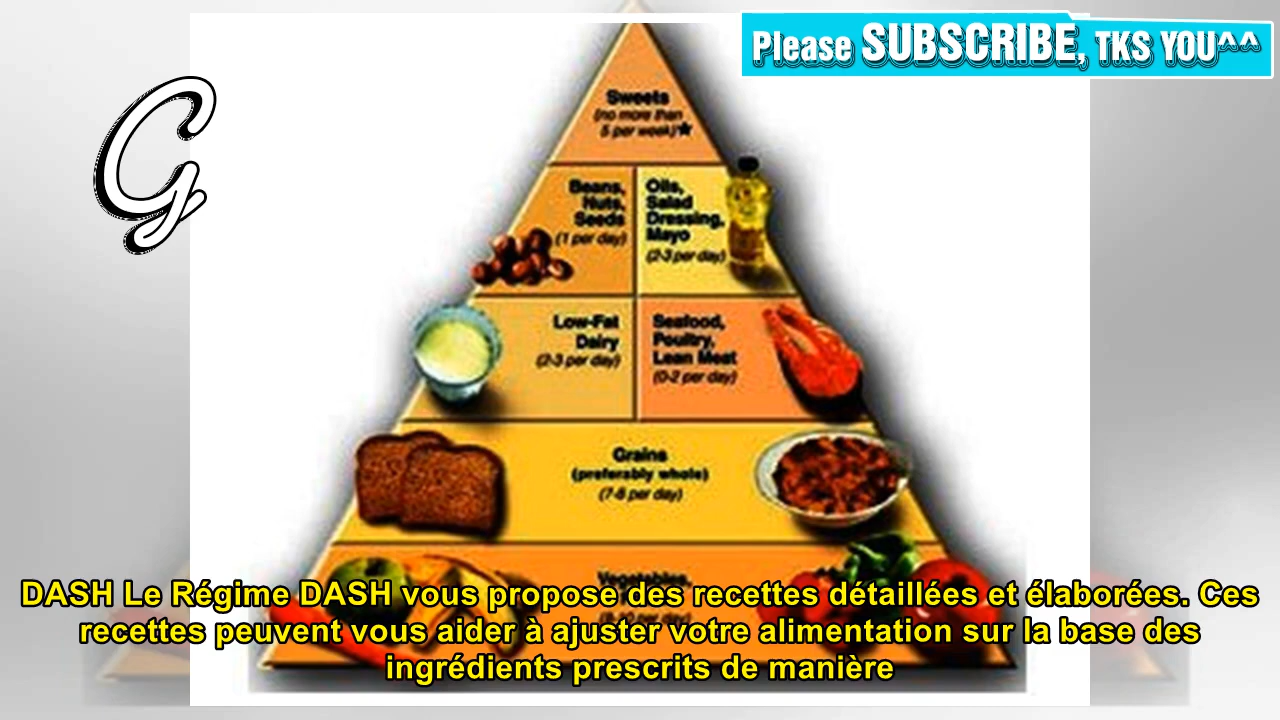 Please SUBSCRIBE, TKS YOU^^
G
Sweets
(no more than
5 per week)★
Beans,
Nuts,
Seeds
(1 per day)
Oils,
Salad
Dressing,
Mayo
(2-3 per day)
Low-Fat
Dairy
(2-3 per day)
Seafood,
Poultry,
Lean Meat
(0-2 per day)
Grains
(preferably whole)
(7-8 per day)
Vegetables,
DASH Le Régime DASH vous propose des recettes détaillées et élaborées. Ces
recettes peuvent vous aider à ajuster votre alimentation sur la base des
ingrédients prescrits de manière